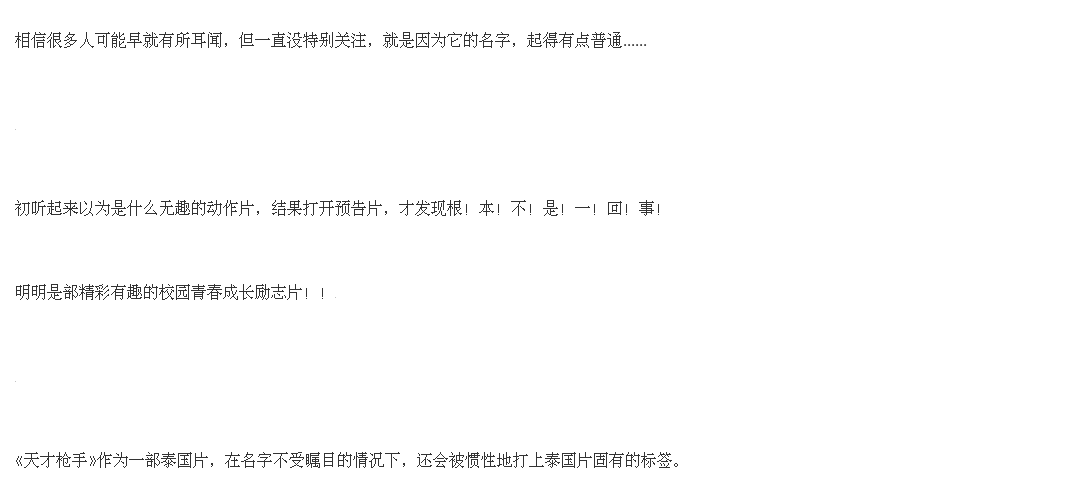 相信很多人可能早就有所耳闻，但一直没特别关注，就是因为它的名字，起得有点普通……
初听起来以为是什么无趣的动作片，结果打开预告片，才发现根！本！不！是！一！回！事！
明明是部精彩有趣的校园青春成长励志片！！
《天才枪手》作为一部泰国片，在名字不受瞩目的情况下，还会被惯性地打上泰国片固有的标签。